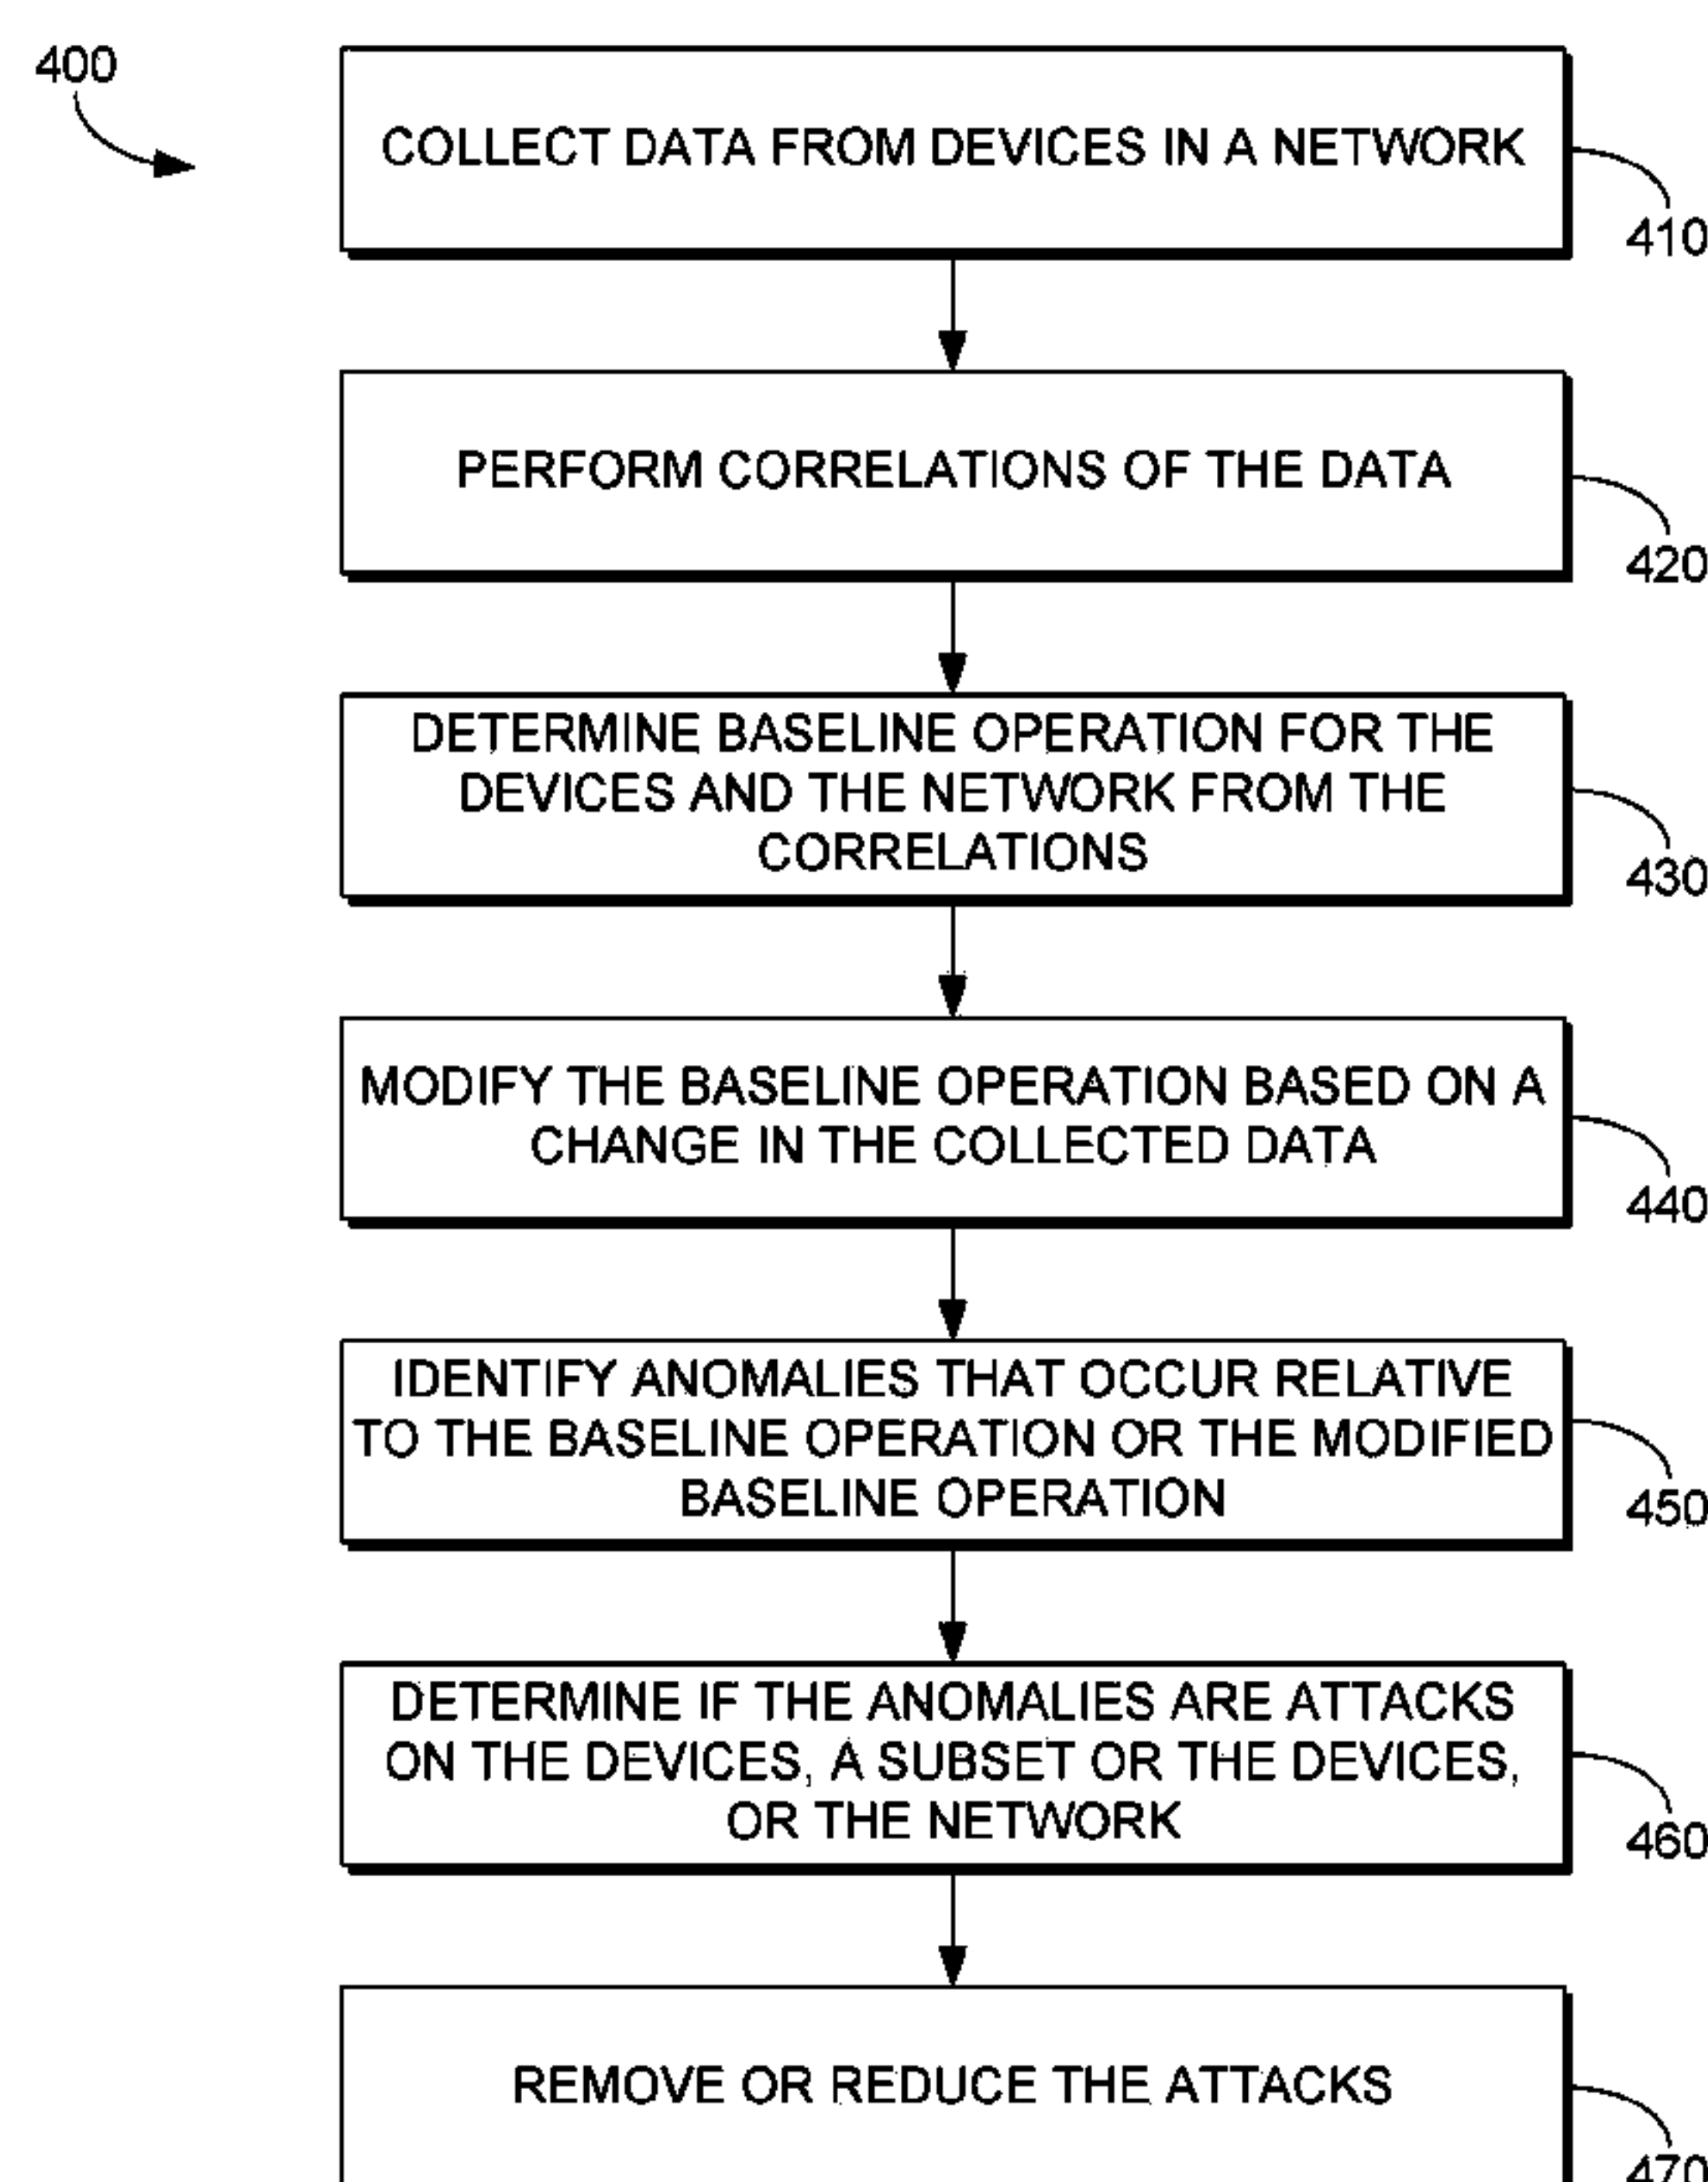 400
COLLECT DATA FROM DEVICES IN A NETWORK
410
PERFORM CORRELATIONS OF THE DATA
420
DETERMINE BASELINE OPERATION FOR THE
DEVICES AND THE NETWORK FROM THE
CORRELATIONS
430
MODIFY THE BASELINE OPERATION BASED ON A
CHANGE IN THE COLLECTED DATA
440
IDENTIFY ANOMALIES THAT OCCUR RELATIVE
TO THE BASELINE OPERATION OR THE MODIFIED
BASELINE OPERATION
450
DETERMINE IF THE ANOMALIES ARE ATTACKS
ON THE DEVICES, A SUBSET OR THE DEVICES,
OR THE NETWORK
460
REMOVE OR REDUCE THE ATTACKS
470